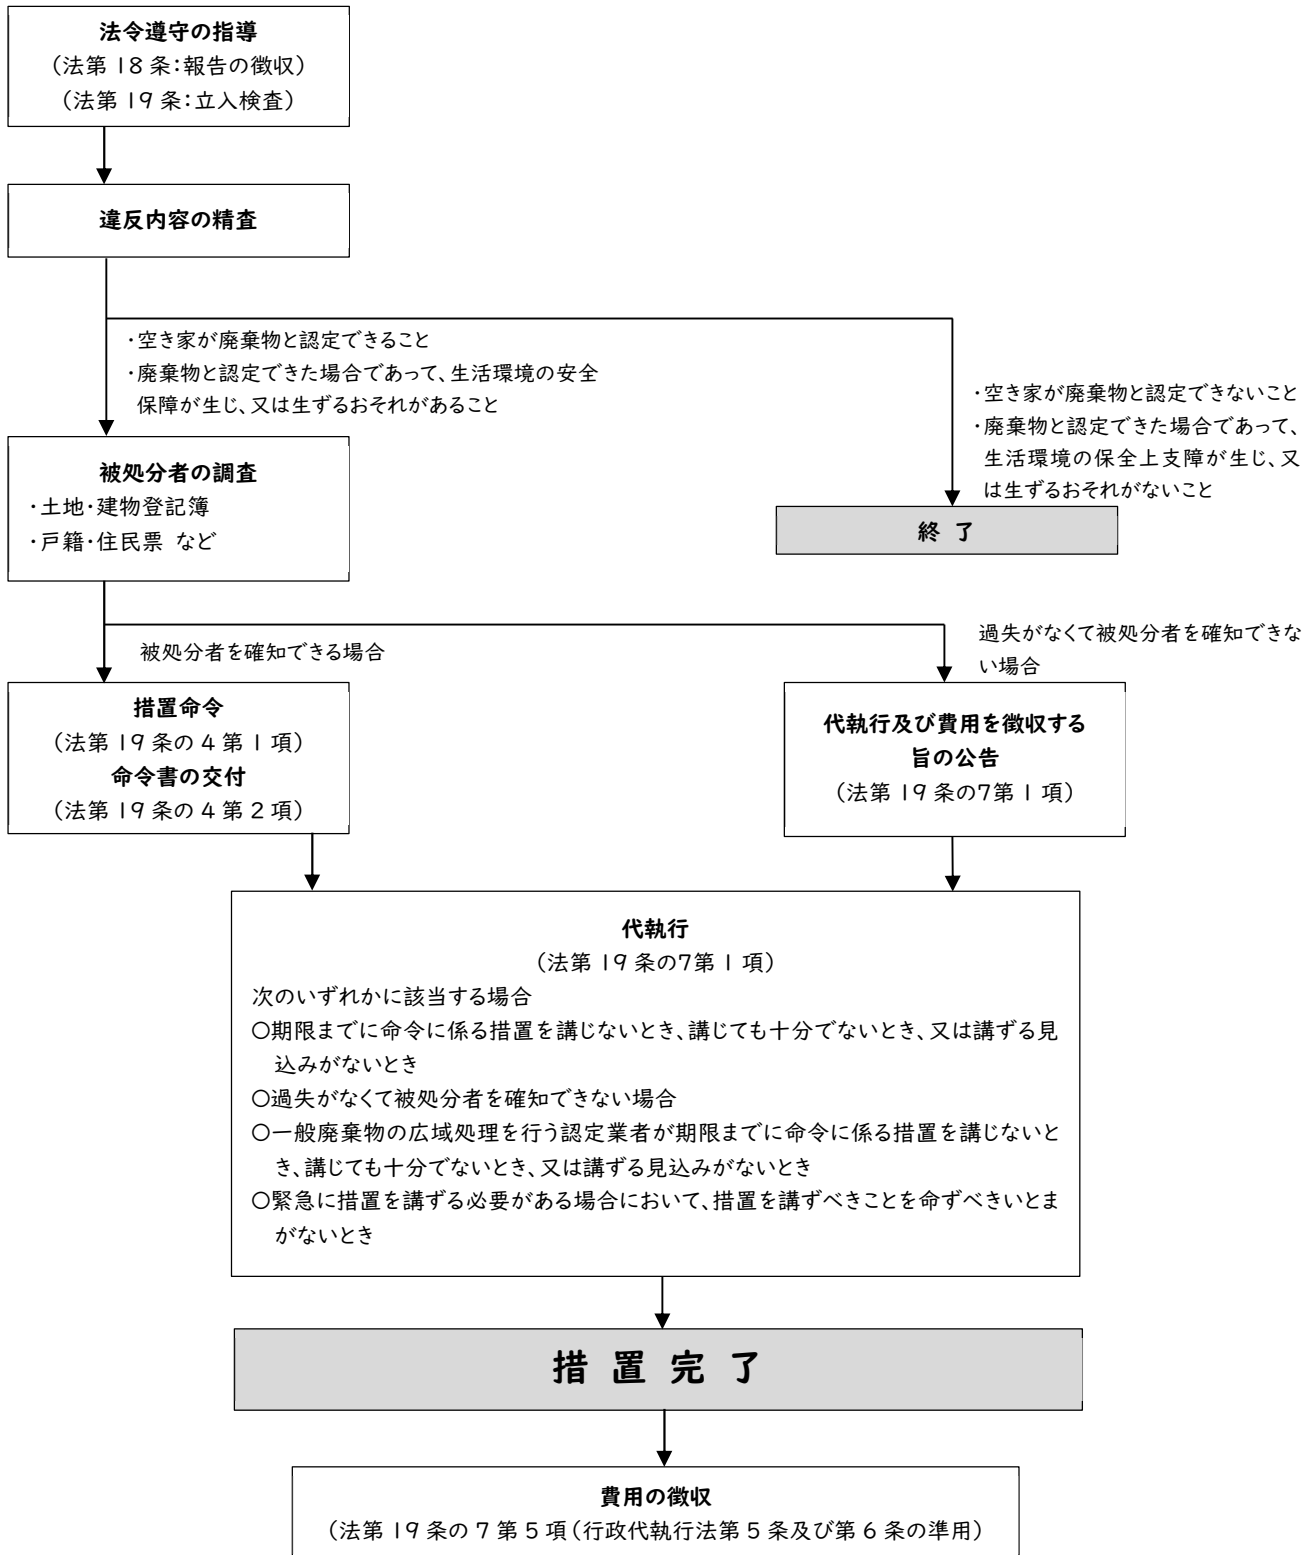 法令遵守の指導
（法第18条：報告の徴収）
（法第19条：立入検査）
違反内容の精査
・空き家が廃棄物と認定できること
・廃棄物と認定できた場合であって、生活環境の安全
保障が生じ、又は生ずるおそれがあること
・空き家が廃棄物と認定できないこと
・廃棄物と認定できた場合であって、
生活環境の保全上支障が生じ、又
は生ずるおそれがないこと
被処分者の調査
・土地・建物登記簿
・戸籍・住民票 など
終 了
被処分者を確知できる場合
過失がなくて被処分者を確知できな
い場合
措置命令
（法第19条の4第1項）
命令書の交付
（法第19条の4第2項）
代執行及び費用を徴収する
旨の公告
（法第19条の7第1項）
代執行
（法第19条の7第1項）
次のいずれかに該当する場合
○期限までに命令に係る措置を講じないとき、講じても十分でないとき、又は講ずる見
込みがないとき
○過失がなくて被処分者を確知できない場合
○一般廃棄物の広域処理を行う認定業者が期限までに命令に係る措置を講じないと
き、講じても十分でないとき、又は講ずる見込みがないとき
○緊急に措置を講ずる必要がある場合において、措置を講ずべきことを命ずべきいとま
がないとき
措 置 完 了
費用の徴収
（法第19条の7第5項（行政代執行法第5条及び第6条の準用）